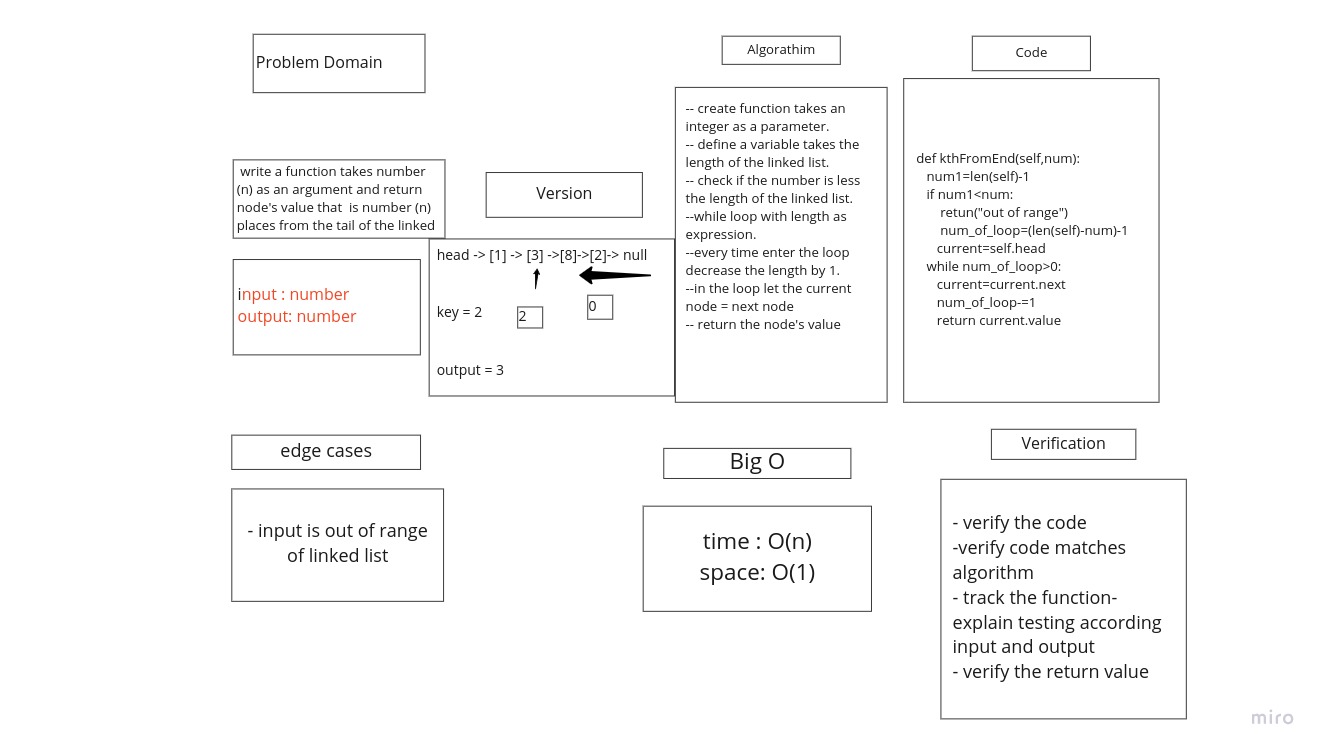 Problem Domain
write a function takes number
(n) as an argument and return
node's value that  is number (n)
places from the tail of the linked
input : number
output: number
Version
head -> [1] -> [3] ->[8]->[2]-> null
key = 2
2
0
output = 3
Algorathim
-- create function takes an
integer as a parameter.
-- define a variable takes the
length of the linked list.
-- check if the number is less
the length of the linked list.
--while loop with length as
expression.
--every time enter the loop
decrease the length by 1.
--in the loop let the current
node = next node
-- return the node's value
Code
def kthFromEnd(self,num):
num1=len(self)-1
if num1<num:
retun("out of range")
num_of_loop=(len(self)-num)-1
current=self.head
while num_of_loop>0:
current=current.next
num_of_loop-=1
return current.value
edge cases
- input is out of range
of linked list
Big O
time : O(n)
space: O(1)
Verification
- verify the code
-verify code matches
algorithm
- track the function-
explain testing according
input and output
- verify the return value
miro